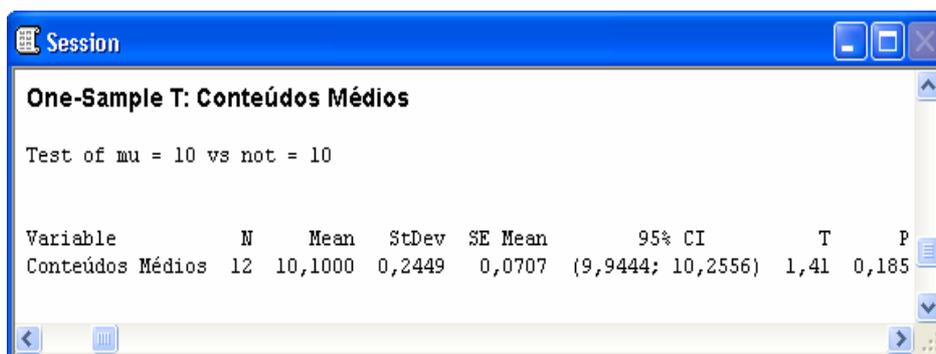 Session
One-Sample T: Conteúdos Médios
Test of mu = 10 vs not = 10
Variable N Mean StDev SE Mean 95% CI T P
Conteúdos Médios 12 10,1000 0,2449 0,0707 (9,9444; 10,2556) 1,41 0,185